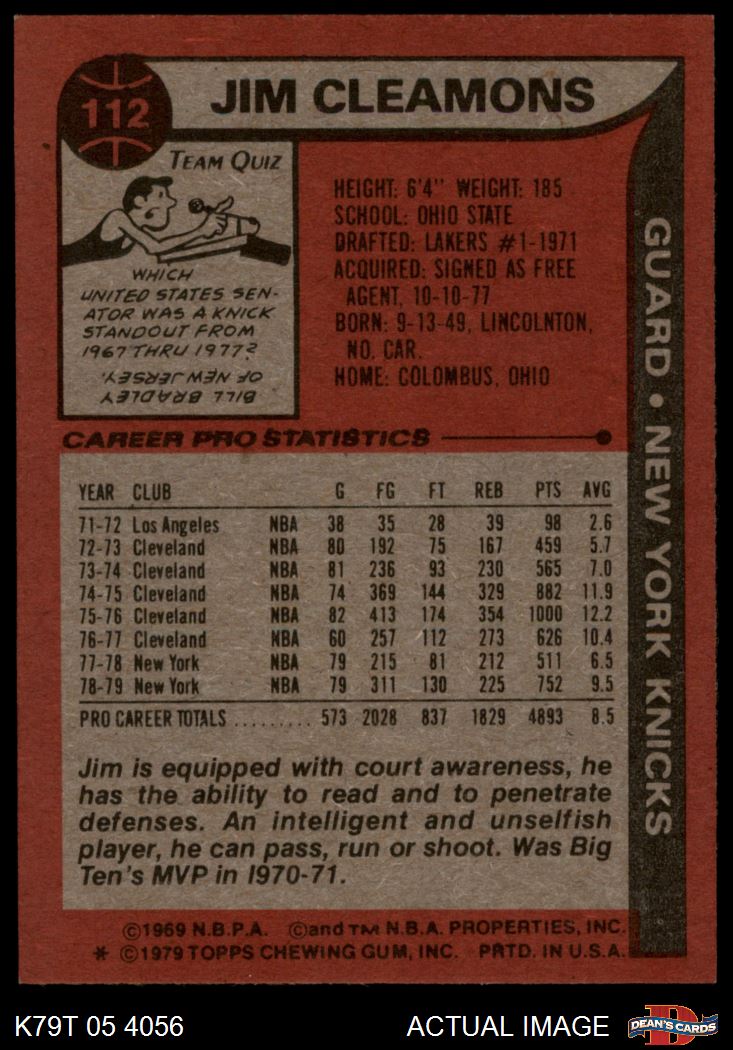 112
JIM CLEAMONS
TEAM QUIZ
WHICH
UNITED STATES SEN-
ATOR WAS A KNICK
STANDOUT FROM
1967 THRU 1977?
BILL BRADLEY
OF NEW JERSEY.
HEIGHT: 6'4" WEIGHT: 185
SCHOOL: OHIO STATE
DRAFTED: LAKERS #1-1971
ACQUIRED: SIGNED AS FREE
AGENT, 10-10-77
BORN: 9-13-49, LINCOLNTON,
NO. CAR.
HOME: COLOMBUS, OHIO
GUARD • NEW YORK KNICKS
CAREER PRO STATISTICS
YEAR CLUB G FG FT REB PTS AVG
71-72 Los Angeles NBA 38 35 28 39 98 2.6
72-73 Cleveland NBA 80 192 75 167 459 5.7
73-74 Cleveland NBA 81 236 93 230 565 7.0
74-75 Cleveland NBA 74 369 144 329 882 11.9
75-76 Cleveland NBA 82 413 174 354 1000 12.2
76-77 Cleveland NBA 60 257 112 273 626 10.4
77-78 New York NBA 79 215 81 212 511 6.5
78-79 New York NBA 79 311 130 225 752 9.5
PRO CAREER TOTALS ......... 573 2028 837 1829 4893 8.5
Jim is equipped with court awareness, he
has the ability to read and to penetrate
defenses. An intelligent and unselfish
player, he can pass, run or shoot. Was Big
Ten's MVP in 1970-71.
©1969 N.B.P.A. ©and TM N.B.A. PROPERTIES, INC.
* ©1979 TOPPS CHEWING GUM, INC. PRTD. IN U.S.A.
K79T 05 4056
ACTUAL IMAGE
D
DEAN'S CARDS